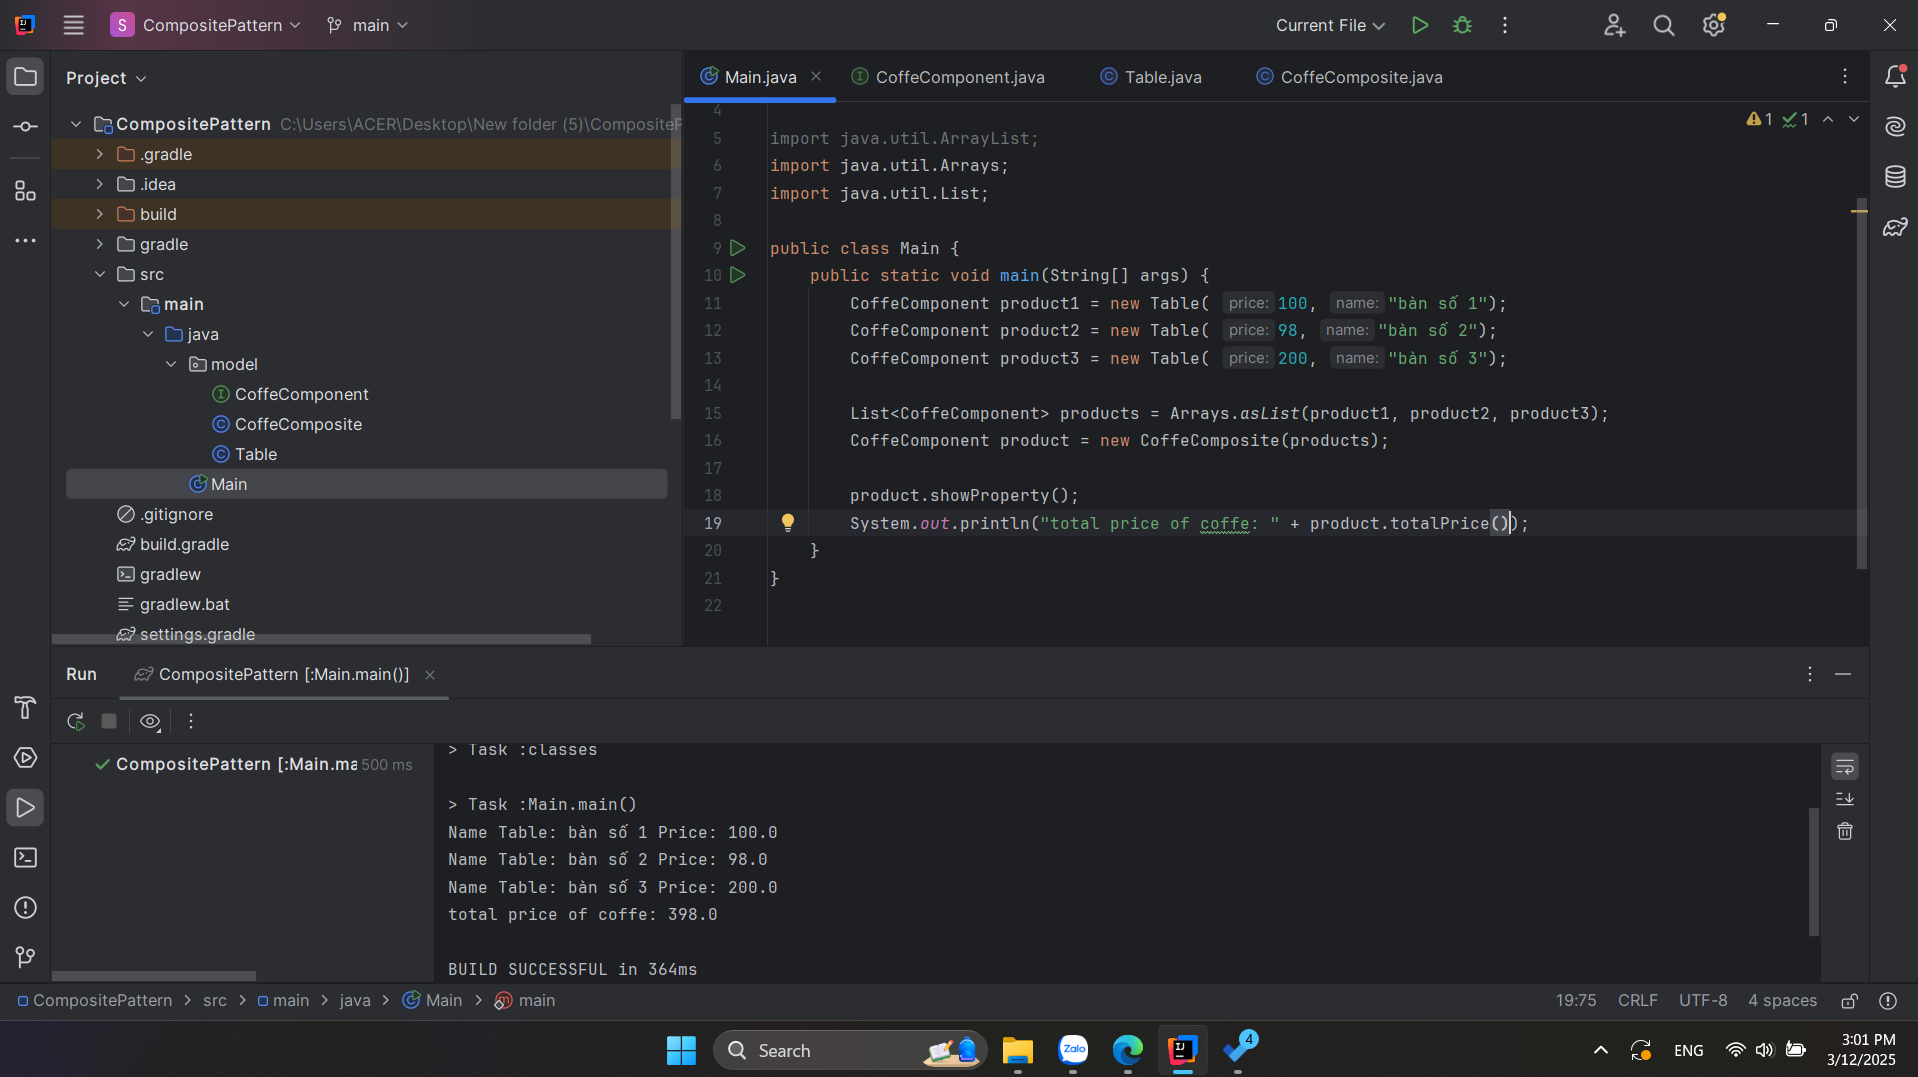 S CompositePattern main Current File
Project
Main.java CoffeComponent.java Table.java CoffeComposite.java
CompositePattern C:\Users\ACER\Desktop\New folder (5)\CompositeP
.gradle
.idea
build
gradle
src
main
java
model
CoffeComponent
CoffeComposite
Table
Main
.gitignore
build.gradle
gradlew
gradlew.bat
settings.gradle
1 1
4
5 import java.util.ArrayList;
6 import java.util.Arrays;
7 import java.util.List;
8
9 public class Main {
10 public static void main(String[] args) {
11 CoffeComponent product1 = new Table( price: 100, name: "bàn số 1");
12 CoffeComponent product2 = new Table( price: 98, name: "bàn số 2");
13 CoffeComponent product3 = new Table( price: 200, name: "bàn số 3");
14
15 List<CoffeComponent> products = Arrays.asList(product1, product2, product3);
16 CoffeComponent product = new CoffeComposite(products);
17
18 product.showProperty();
19 System.out.println("total price of coffe: " + product.totalPrice());
20 }
21 }
22
Run CompositePattern [:Main.main()]
CompositePattern [:Main.ma 500 ms
> Task :classes
> Task :Main.main()
Name Table: bàn số 1 Price: 100.0
Name Table: bàn số 2 Price: 98.0
Name Table: bàn số 3 Price: 200.0
total price of coffe: 398.0
BUILD SUCCESSFUL in 364ms
CompositePattern > src > main > java > Main > main 19:75 CRLF UTF-8 4 spaces
Search Zalo 4 ENG 3:01 PM
3/12/2025